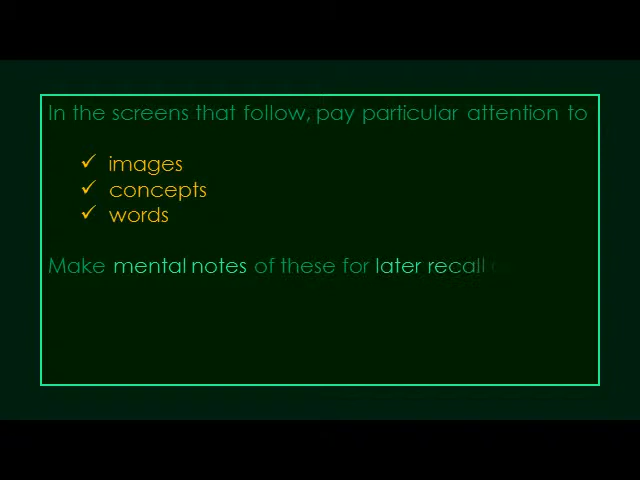 In the screens that follow, pay particular attention to
✓ images
✓ concepts
✓ words
Make mental notes of these for later recall